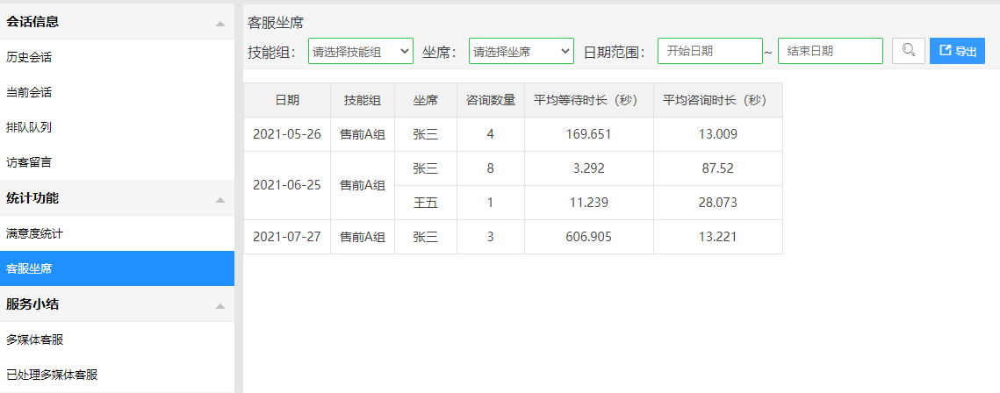 会话信息
历史会话
当前会话
排队队列
访客留言
统计功能
满意度统计
客服坐席
服务小结
多媒体客服
已处理多媒体客服
客服坐席
技能组： 请选择技能组 坐席： 请选择坐席 日期范围： 开始日期 ~ 结束日期 导出
日期 技能组 坐席 咨询数量 平均等待时长（秒） 平均咨询时长（秒）
2021-05-26 售前A组 张三 4 169.651 13.009
2021-06-25 售前A组 张三 8 3.292 87.52
王五 1 11.239 28.073
2021-07-27 售前A组 张三 3 606.905 13.221